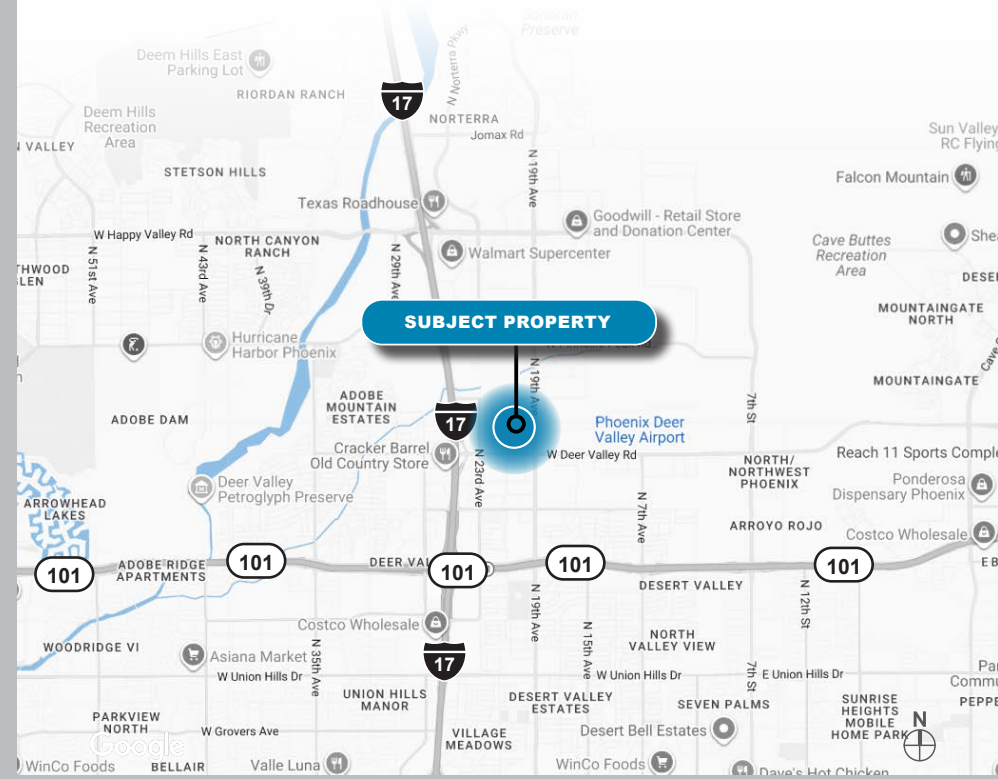 Sonoran
Preserve
Deem Hills East
Parking Lot
N Norterra Pkwy
RIORDAN RANCH
17
Deem Hills
Recreation
Area
NORTERRA
Jomax Rd
Sun Valley
RC Flying
N VALLEY
STETSON HILLS
N 19th Ave
Falcon Mountain
Texas Roadhouse
Goodwill - Retail Store
and Donation Center
W Happy Valley Rd
NORTH CANYON
RANCH
Walmart Supercenter
Cave Buttes
Recreation
Area
Shea
N 51st Ave
N 43rd Ave
N 39th Dr
N 29th Ave
THWOOD
GLEN
DESER
MOUNTAINGATE
NORTH
SUBJECT PROPERTY
Hurricane
Harbor Phoenix
Cave C
N 19th Ave
MOUNTAINGATE
ADOBE
MOUNTAIN
ESTATES
7th St
ADOBE DAM
17
Phoenix Deer
Valley Airport
Cracker Barrel
Old Country Store
N 23rd Ave
W Deer Valley Rd
NORTH/
NORTHWEST
PHOENIX
Reach 11 Sports Comple
Deer Valley
Petroglyph Preserve
Ponderosa
Dispensary Phoenix
N 7th Ave
ARROWHEAD
LAKES
ARROYO ROJO
Costco Wholesale
101
ADOBE RIDGE
APARTMENTS
101
DEER VAL
101
101
101
E B
DESERT VALLEY
N 19th Ave
N 12th St
Costco Wholesale
N 15th Ave
NORTH
VALLEY VIEW
WOODRIDGE VI
Asiana Market
N 35th Ave
17
W Union Hills Dr
W Union Hills Dr
7th St
E Union Hills Dr
Par
Commu
UNION HILLS
MANOR
DESERT VALLEY
ESTATES
SEVEN PALMS
SUNRISE
HEIGHTS
MOBILE
HOME PARK
PEPPE
N
PARKVIEW
NORTH
W Grovers Ave
VILLAGE
MEADOWS
Desert Bell Estates
Google
WinCo Foods
BELLAIR
Valle Luna
WinCo Foods
Dave's Hot Chicken